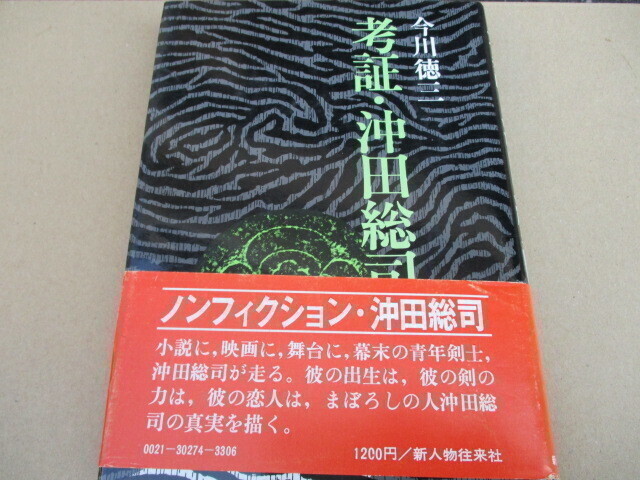 今川徳三
考証・沖田総司
ノンフィクション・沖田総司
小説に，映画に，舞台に，幕末の青年剣士，
沖田総司が走る。彼の出生は，彼の剣の
力は，彼の恋人は，まぼろしの人沖田総
司の真実を描く。
0021-30274-3306
1200円／新人物往来社